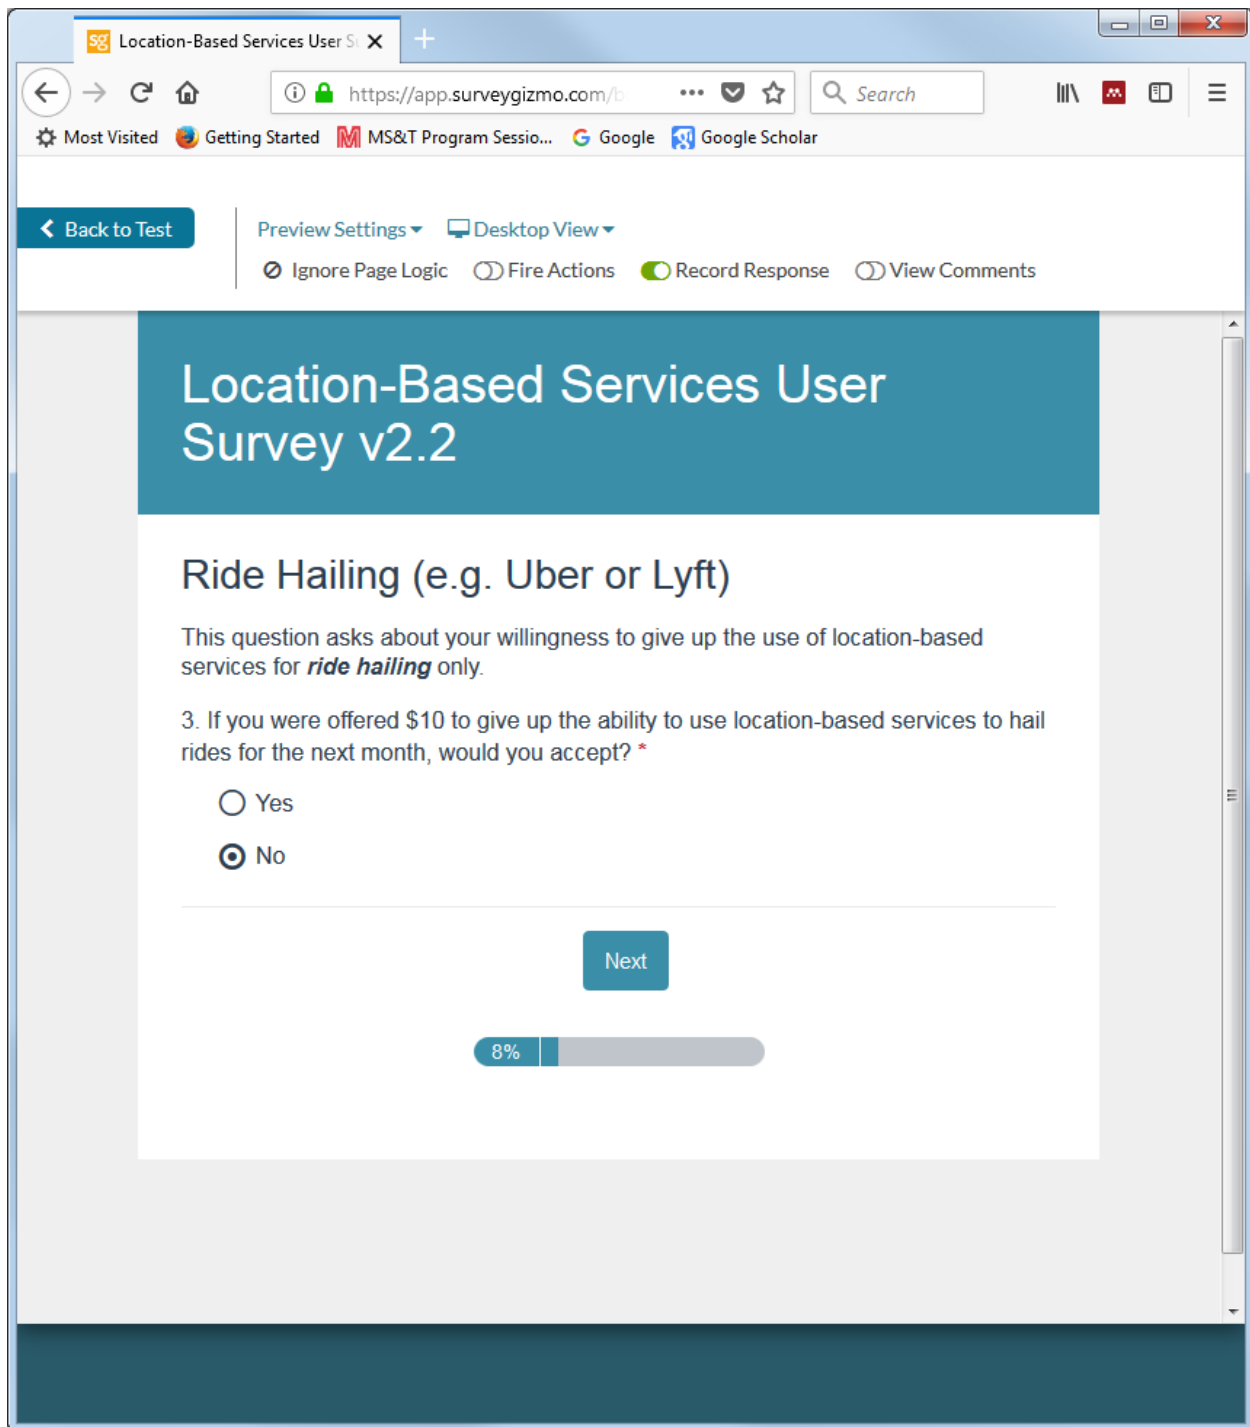 sg Location-Based Services User S
https://app.surveygizmo.com/b
Search
Most Visited Getting Started MS&T Program Sessio... Google Google Scholar
Back to Test
Preview Settings Desktop View
Ignore Page Logic Fire Actions Record Response View Comments
Location-Based Services User
Survey v2.2
Ride Hailing (e.g. Uber or Lyft)
This question asks about your willingness to give up the use of location-based
services for ride hailing only.
3. If you were offered $10 to give up the ability to use location-based services to hail
rides for the next month, would you accept? *
Yes
No
Next
8%